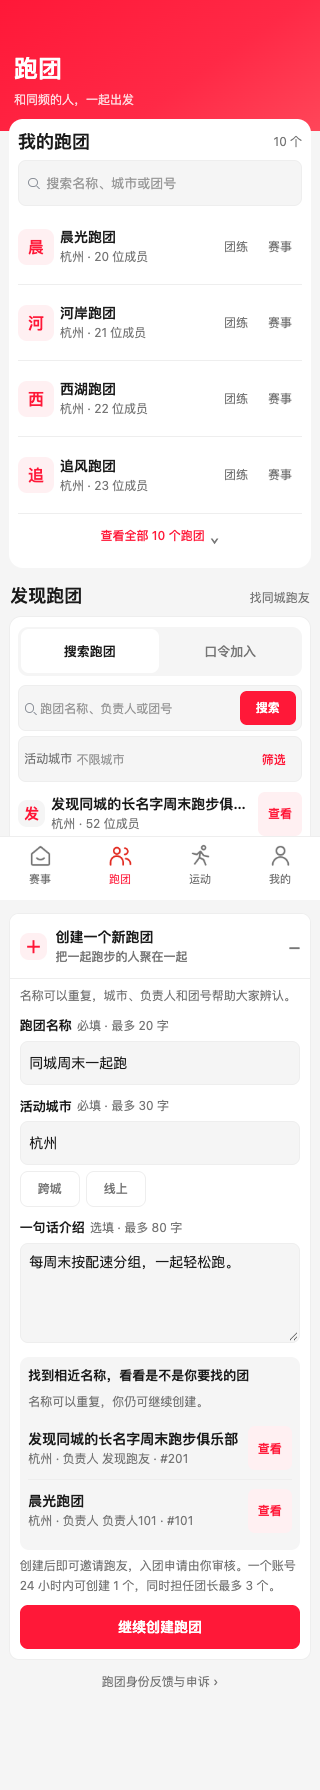 跑团
和同频的人，一起出发
我的跑团
10 个
搜索名称、城市或团号
晨
晨光跑团
杭州 · 20 位成员
团练
赛事
河
河岸跑团
杭州 · 21 位成员
团练
赛事
西
西湖跑团
杭州 · 22 位成员
团练
赛事
追
追风跑团
杭州 · 23 位成员
团练
赛事
查看全部 10 个跑团
发现跑团
找同城跑友
搜索跑团
口令加入
跑团名称、负责人或团号
搜索
活动城市 不限城市
筛选
发
发现同城的长名字周末跑步俱...
杭州 · 52 位成员
查看
赛事
跑团
运动
我的
创建一个新跑团
把一起跑步的人聚在一起
名称可以重复，城市、负责人和团号帮助大家辨认。
跑团名称 必填 · 最多 20 字
同城周末一起跑
活动城市 必填 · 最多 30 字
杭州
跨城
线上
一句话介绍 选填 · 最多 80 字
每周末按配速分组，一起轻松跑。
找到相近名称，看看是不是你要找的团
名称可以重复，你仍可继续创建。
发现同城的长名字周末跑步俱乐部
杭州 · 负责人 发现跑友 · #201
查看
晨光跑团
杭州 · 负责人 负责人101 · #101
查看
创建后即可邀请跑友，入团申请由你审核。一个账号
24 小时内可创建 1 个，同时担任团长最多 3 个。
继续创建跑团
跑团身份反馈与申诉 ›